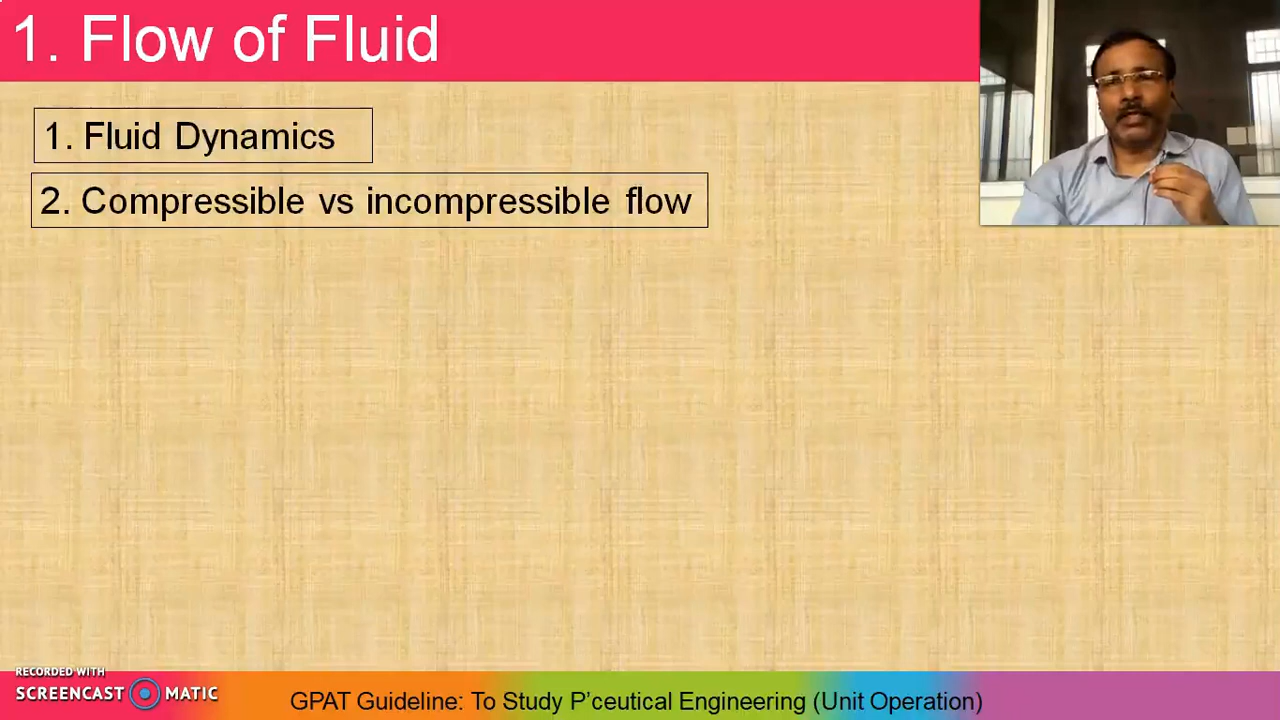 1. Flow of Fluid
1. Fluid Dynamics
2. Compressible vs incompressible flow
RECORDED WITH
SCREENCAST MATIC
GPAT Guideline: To Study P’ceutical Engineering (Unit Operation)